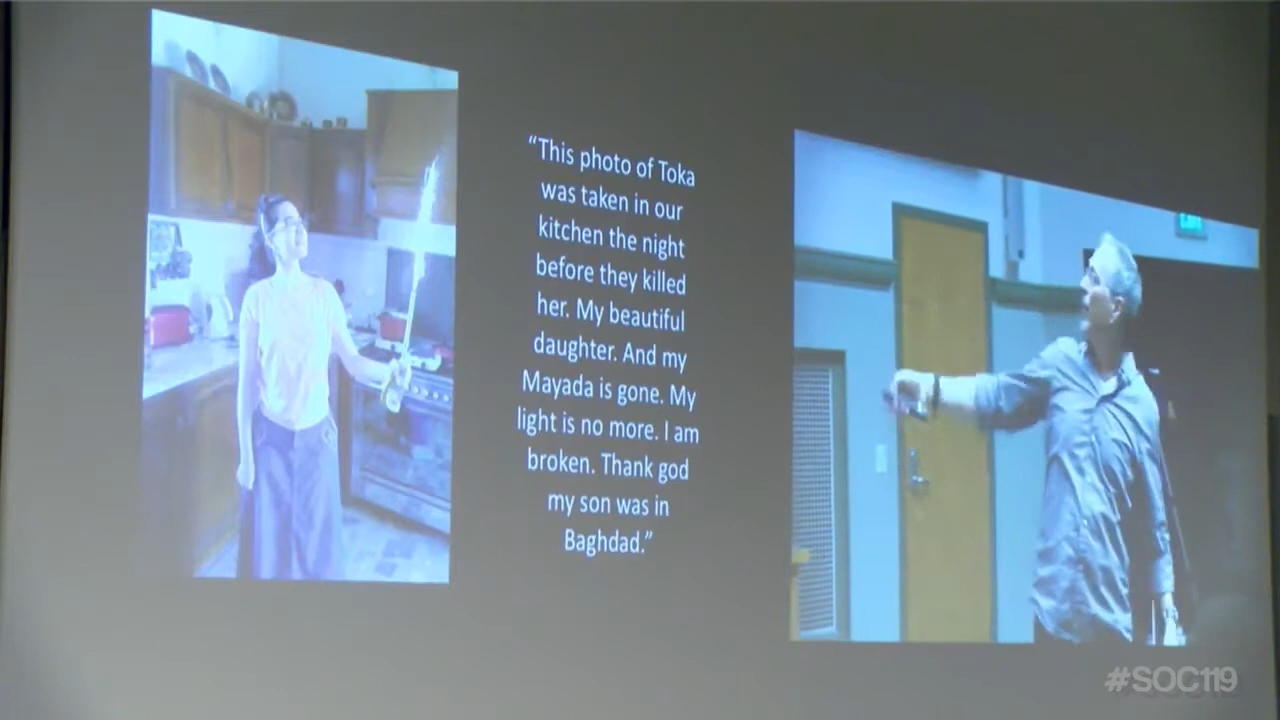 “This photo of Toka
was taken in our
kitchen the night
before they killed
her. My beautiful
daughter. And my
Mayada is gone. My
light is no more. I am
broken. Thank god
my son was in
Baghdad.”
#SOC119